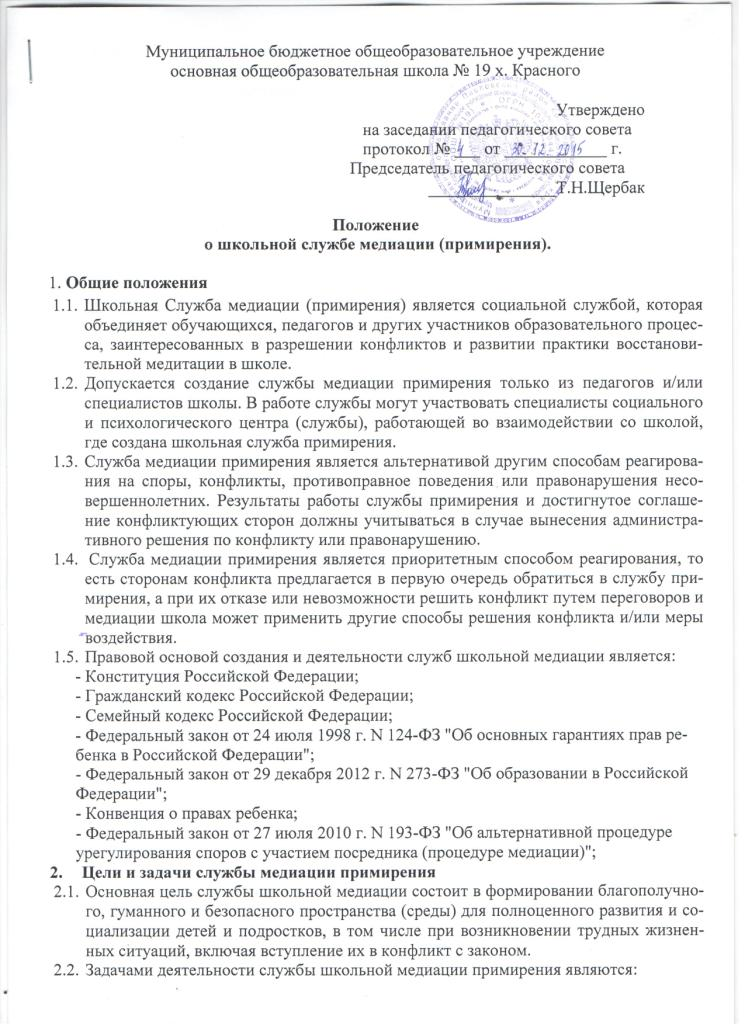 Муниципальное бюджетное общеобразовательное учреждение
основная общеобразовательная школа № 19 х. Красного
Утверждено
на заседании педагогического совета
протокол № 4 от 30.12.2015 г.
Председатель педагогического совета
Т.Н.Щербак
Положение
о школьной службе медиации (примирения).
1. Общие положения
1.1. Школьная Служба медиации (примирения) является социальной службой, которая
объединяет обучающихся, педагогов и других участников образовательного процес-
са, заинтересованных в разрешении конфликтов и развитии практики восстанови-
тельной медитации в школе.
1.2. Допускается создание службы медиации примирения только из педагогов и/или
специалистов школы. В работе службы могут участвовать специалисты социального
и психологического центра (службы), работающей во взаимодействии со школой,
где создана школьная служба примирения.
1.3. Служба медиации примирения является альтернативой другим способам реагирова-
ния на споры, конфликты, противоправное поведения или правонарушения несо-
вершеннолетних. Результаты работы службы примирения и достигнутое соглаше-
ние конфликтующих сторон должны учитываться в случае вынесения администра-
тивного решения по конфликту или правонарушению.
1.4. Служба медиации примирения является приоритетным способом реагирования, то
есть сторонам конфликта предлагается в первую очередь обратиться в службу при-
мирения, а при их отказе или невозможности решить конфликт путем переговоров и
медиации школа может применить другие способы решения конфликта и/или меры
воздействия.
1.5. Правовой основой создания и деятельности служб школьной медиации является:
- Конституция Российской Федерации;
- Гражданский кодекс Российской Федерации;
- Семейный кодекс Российской Федерации;
- Федеральный закон от 24 июля 1998 г. N 124-ФЗ "Об основных гарантиях прав ре-
бенка в Российской Федерации";
- Федеральный закон от 29 декабря 2012 г. N 273-ФЗ "Об образовании в Российской
Федерации";
- Конвенция о правах ребенка;
- Федеральный закон от 27 июля 2010 г. N 193-ФЗ "Об альтернативной процедуре
урегулирования споров с участием посредника (процедуре медиации)";
2. Цели и задачи службы медиации примирения
2.1. Основная цель службы школьной медиации состоит в формировании благополучно-
го, гуманного и безопасного пространства (среды) для полноценного развития и со-
циализации детей и подростков, в том числе при возникновении трудных жизнен-
ных ситуаций, включая вступление их в конфликт с законом.
2.2. Задачами деятельности службы школьной медиации примирения являются: